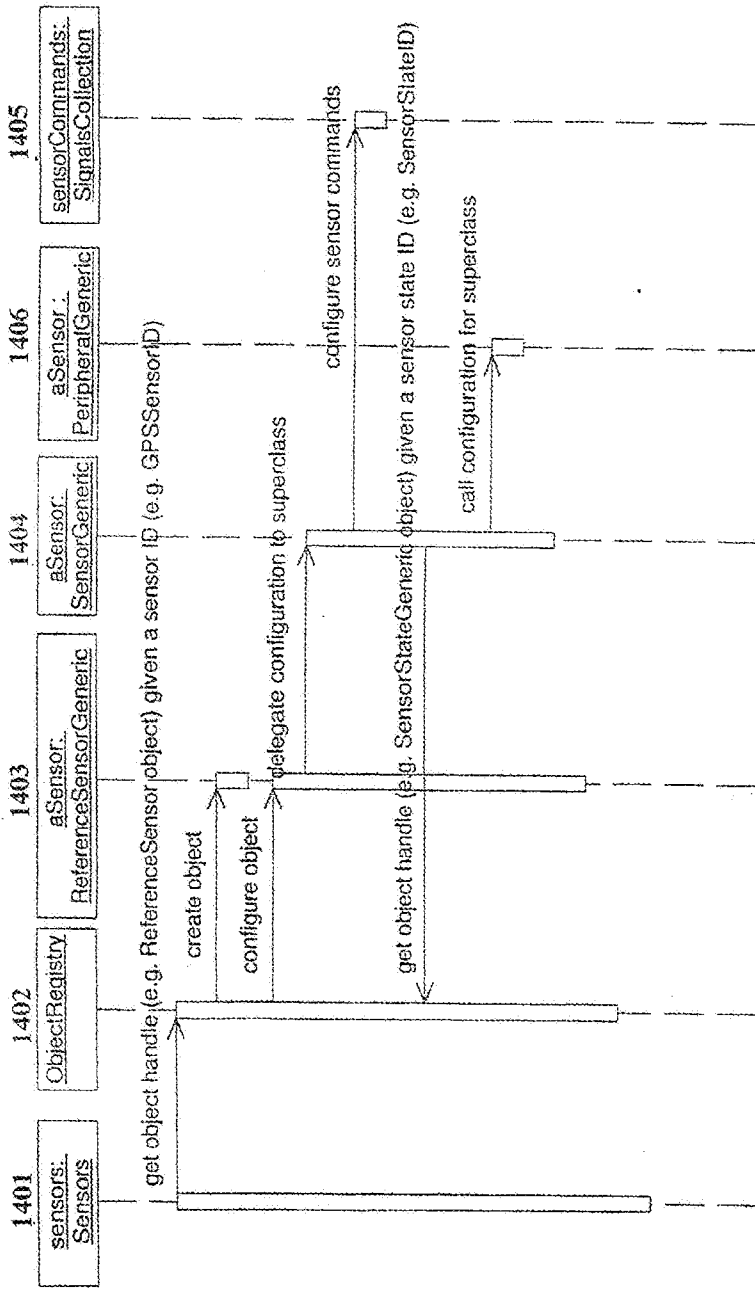 1401
sensors:
Sensors
1402
ObjectRegistry
1403
aSensor:
ReferenceSensorGeneric
1404
aSensor:
SensorGeneric
1406
aSensor :
PeripheralGeneric
1405
sensorCommands:
SignalsCollection
get object handle (e.g. ReferenceSensor object) given a sensor ID (e.g. GPSSensorID)
create object
configure object
delegate configuration to superclass
configure sensor commands
get object handle (e.g. SensorStateGeneric object) given a sensor state ID (e.g. SensorStateID)
call configuration for superclass